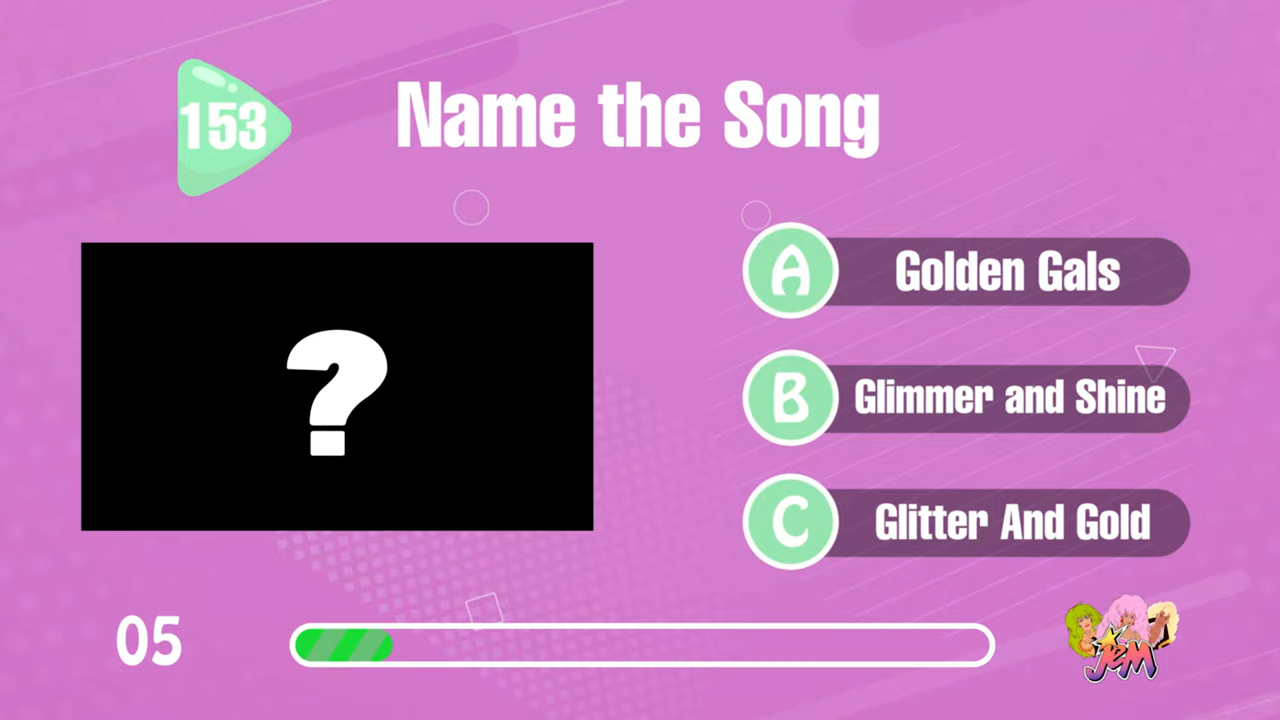 153
Name the Song
?
A Golden Gals
B Glimmer and Shine
C Glitter And Gold
05
JEM